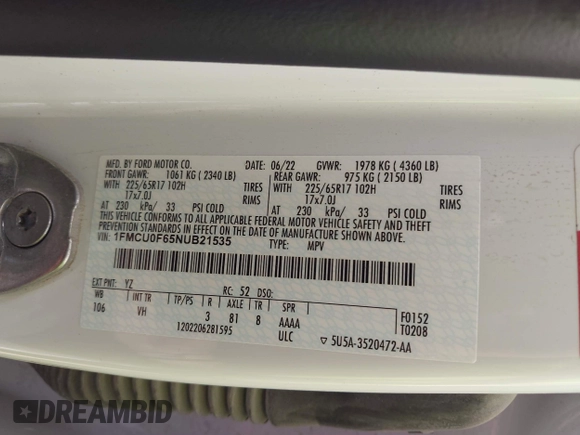 MFD. BY FORD MOTOR CO.
DATE: 06/22 GVWR: 1978 KG ( 4360 LB)
FRONT GAWR: 1061 KG ( 2340 LB)
REAR GAWR: 975 KG ( 2150 LB)
WITH 225/65R17 102H TIRES
WITH 225/65R17 102H TIRES
17x7.0J RIMS
17x7.0J RIMS
AT 230 kPa/ 33 PSI COLD
AT 230 kPa/ 33 PSI COLD
THIS VEHICLE CONFORMS TO ALL APPLICABLE FEDERAL MOTOR VEHICLE SAFETY AND THEFT
PREVENTION STANDARDS IN EFFECT ON THE DATE OF MANUFACTURE SHOWN ABOVE.
VIN: 1FMCU0F65NUB21535
TYPE: MPV
EXT PNT: YZ RC: 52 DSO:
WB INT TR TP/PS R AXLE TR SPR
106 VH 3 81 8 AAAA
F0152
T0208
1202206281595
ULC
▽ 5U5A-3520472-AA
DREAMBID